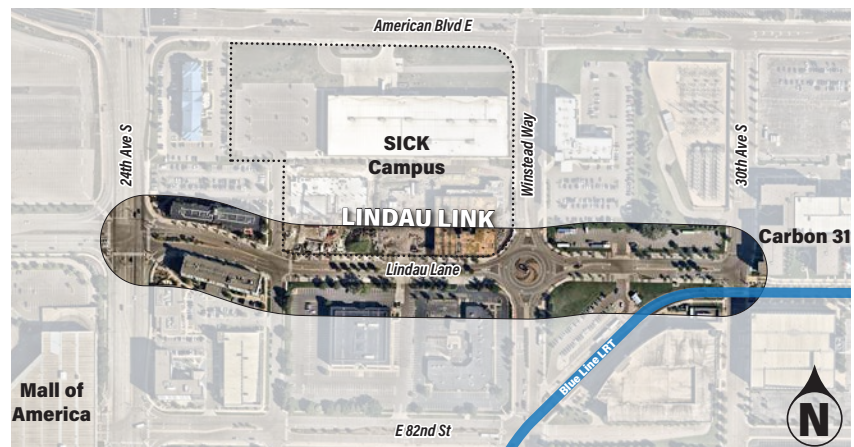 American Blvd E
24th Ave S
SICK
Campus
Winstead Way
30th Ave S
LINDAU LINK
Carbon 31
Lindau Lane
Blue Line LRT
Mall of
America
E 82nd St
N